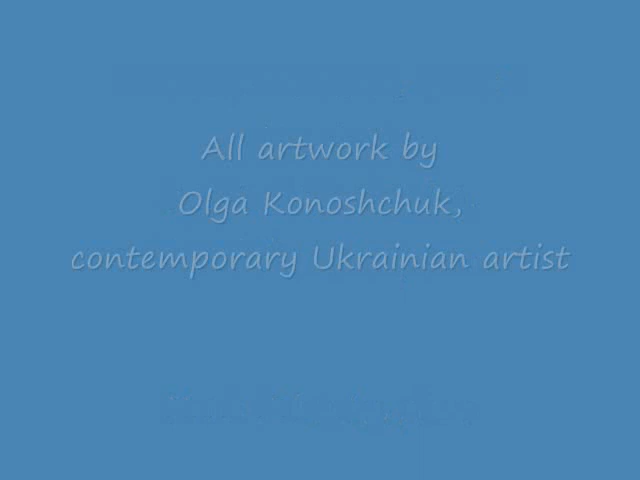 All artwork by
Olga Konoshchuk,
contemporary Ukrainian artist